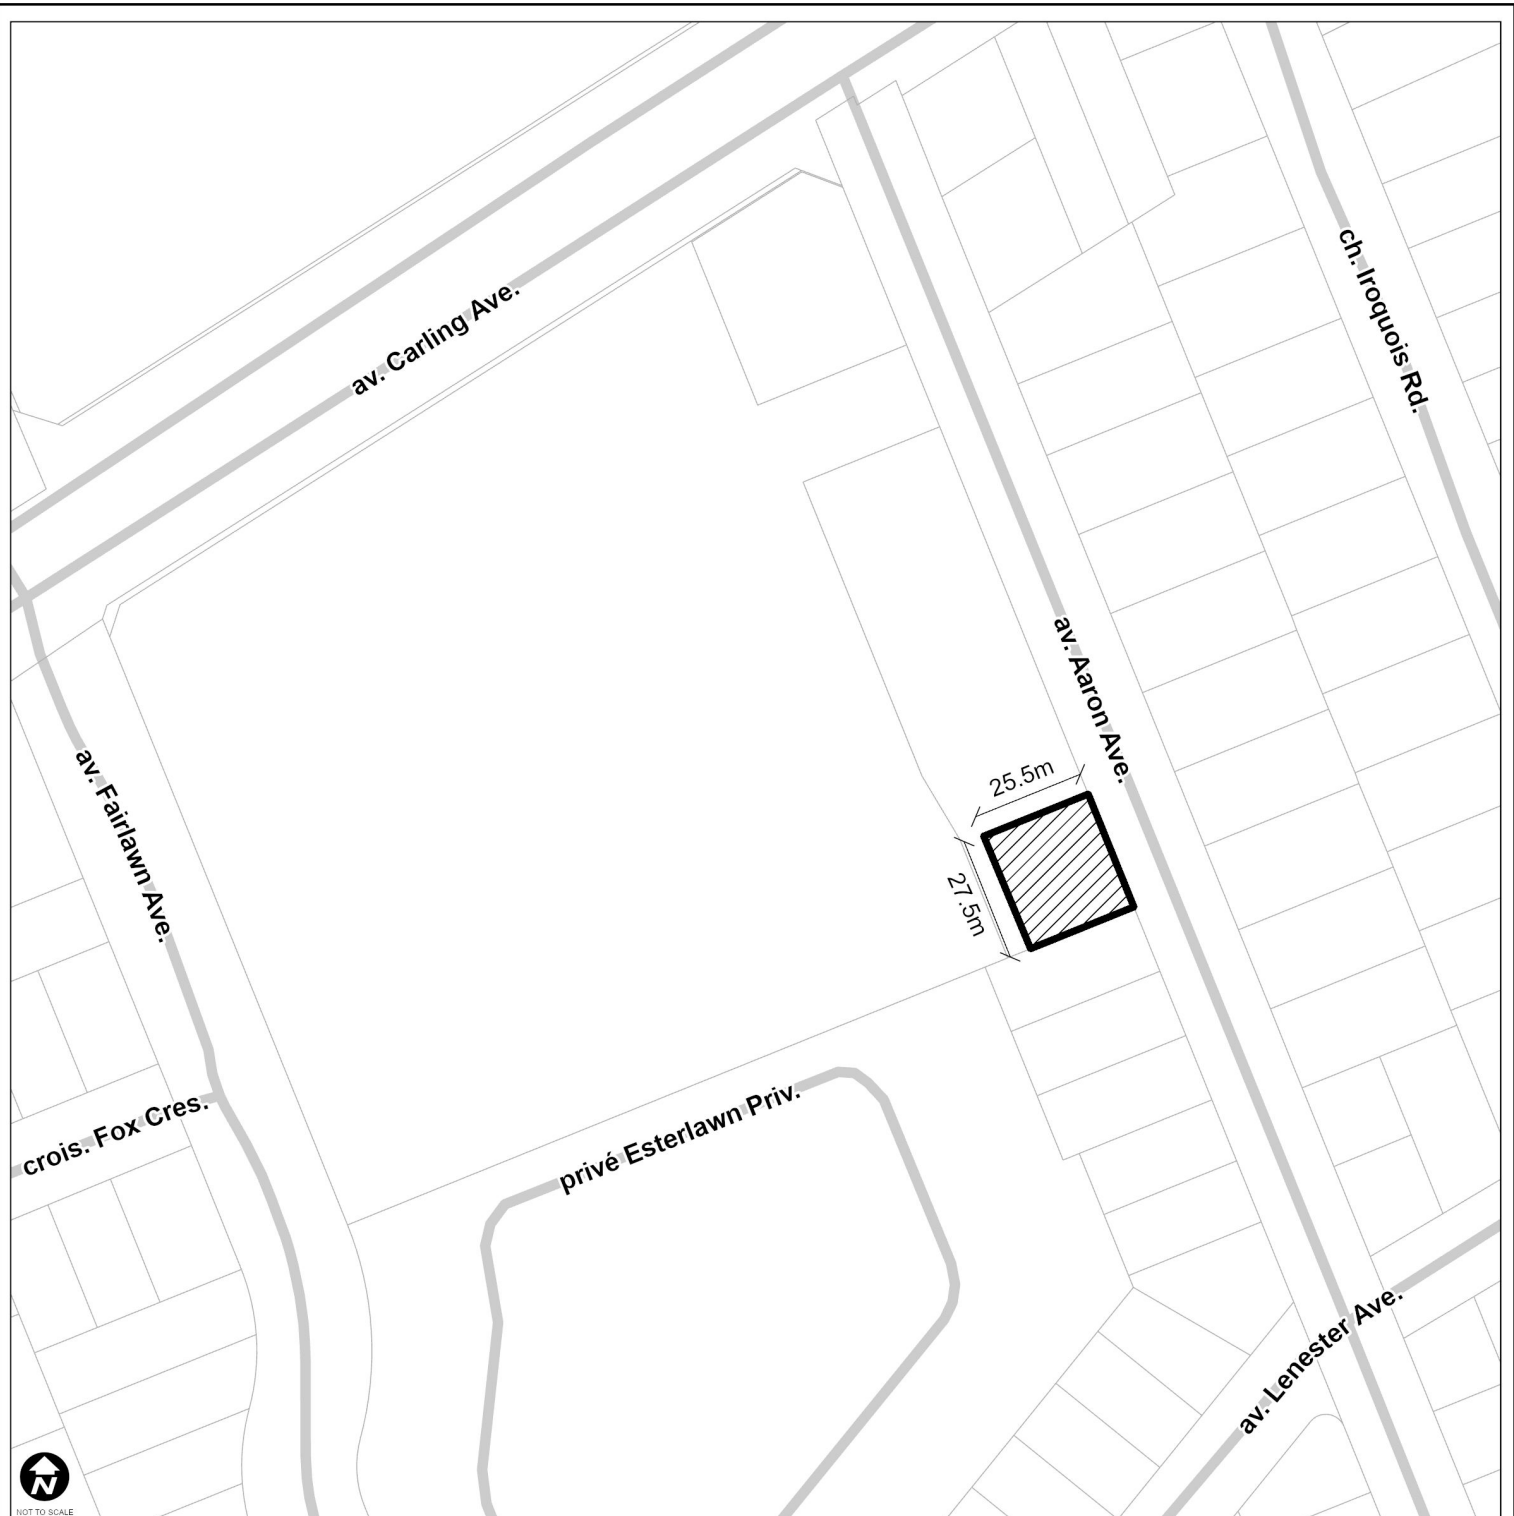 ch. Iroquois Rd.
av. Carling Ave.
av. Aaron Ave.
25.5m
27.5m
av. Fairlawn Ave.
crois. Fox Cres.
privé Esterlawn Priv.
av. Lenester Ave.
N
NOT TO SCALE